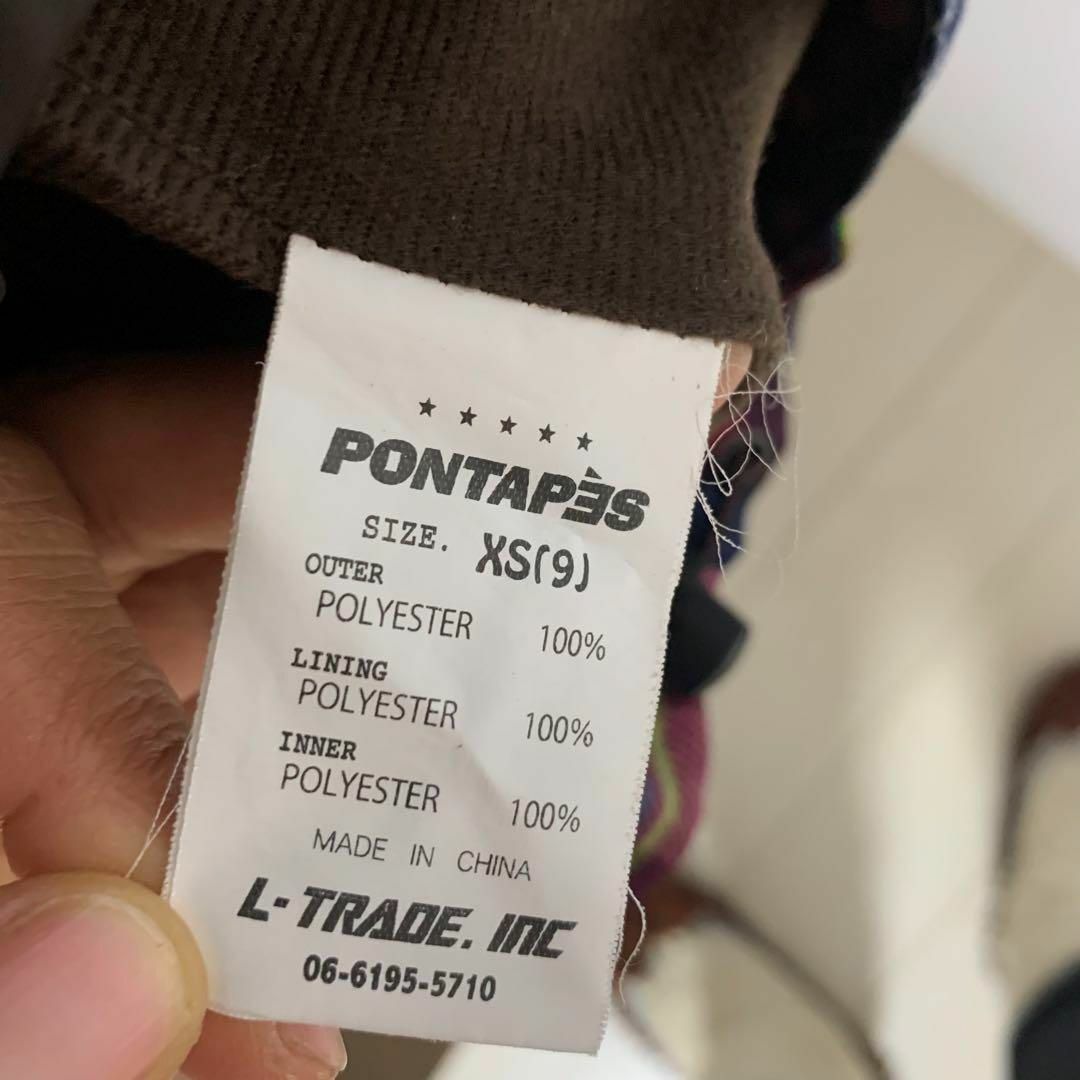 ★ ★ ★ ★ ★
PONTAPÈS
SIZE. XS(9)
OUTER
POLYESTER 100%
LINING
POLYESTER 100%
INNER
POLYESTER 100%
MADE IN CHINA
L-TRADE. INC
06-6195-5710